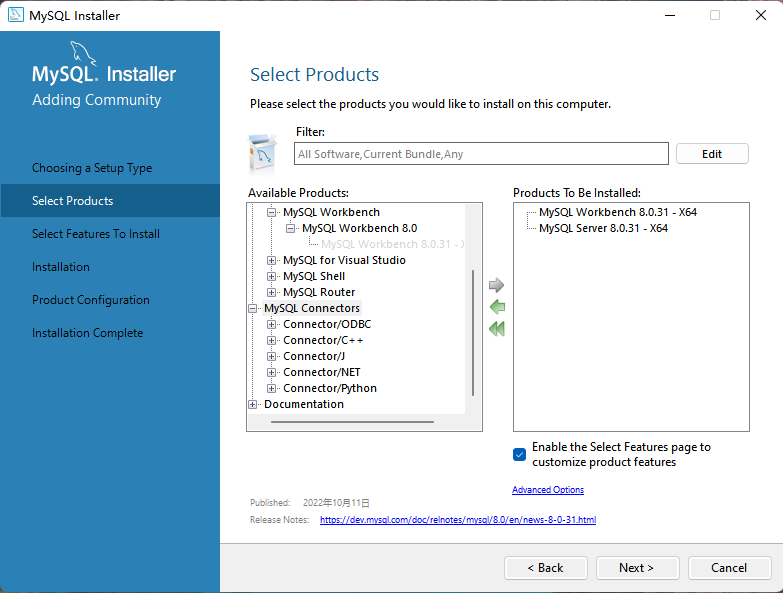 MySQL Installer
MySQL. Installer
Adding Community
Choosing a Setup Type
Select Products
Select Features To Install
Installation
Product Configuration
Installation Complete
Select Products
Please select the products you would like to install on this computer.
Filter:
All Software,Current Bundle,Any
Edit
Available Products:
MySQL Workbench
MySQL Workbench 8.0
MySQL Workbench 8.0.31 -
MySQL for Visual Studio
MySQL Shell
MySQL Router
MySQL Connectors
Connector/ODBC
Connector/C++
Connector/J
Connector/NET
Connector/Python
Documentation
Products To Be Installed:
MySQL Workbench 8.0.31 - X64
MySQL Server 8.0.31 - X64
Enable the Select Features page to
customize product features
Advanced Options
Published: 2022年10月11日
Release Notes: https://dev.mysql.com/doc/relnotes/mysql/8.0/en/news-8-0-31.html
< Back
Next >
Cancel